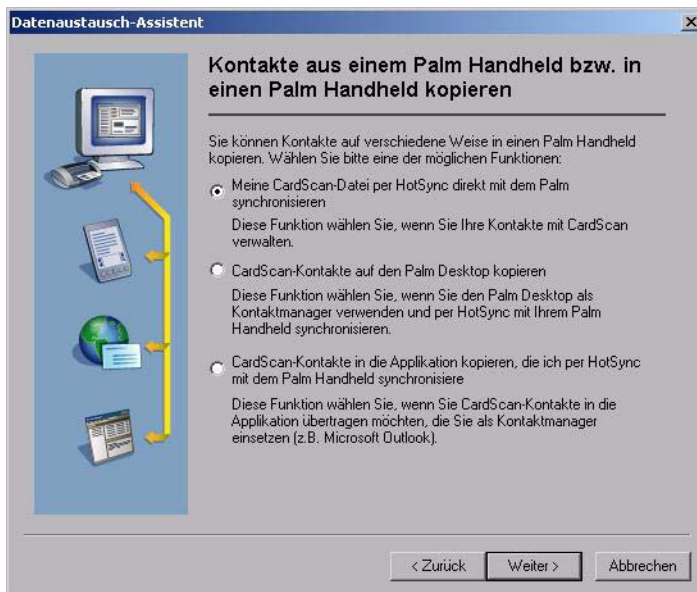 Datenaustausch-Assistent
Kontakte aus einem Palm Handheld bzw. in
einen Palm Handheld kopieren
Sie können Kontakte auf verschiedene Weise in einen Palm Handheld
kopieren. Wählen Sie bitte eine der möglichen Funktionen:
Meine CardScan-Datei per HotSync direkt mit dem Palm
synchronisieren
Diese Funktion wählen Sie, wenn Sie Ihre Kontakte mit CardScan
verwalten.
CardScan-Kontakte auf den Palm Desktop kopieren
Diese Funktion wählen Sie, wenn Sie den Palm Desktop als
Kontaktmanager verwenden und per HotSync mit Ihrem Palm
Handheld synchronisieren.
CardScan-Kontakte in die Applikation kopieren, die ich per HotSync
mit dem Palm Handheld synchronisiere
Diese Funktion wählen Sie, wenn Sie CardScan-Kontakte in die
Applikation übertragen möchten, die Sie als Kontaktmanager
einsetzen (z.B. Microsoft Outlook).
< Zurück Weiter > Abbrechen